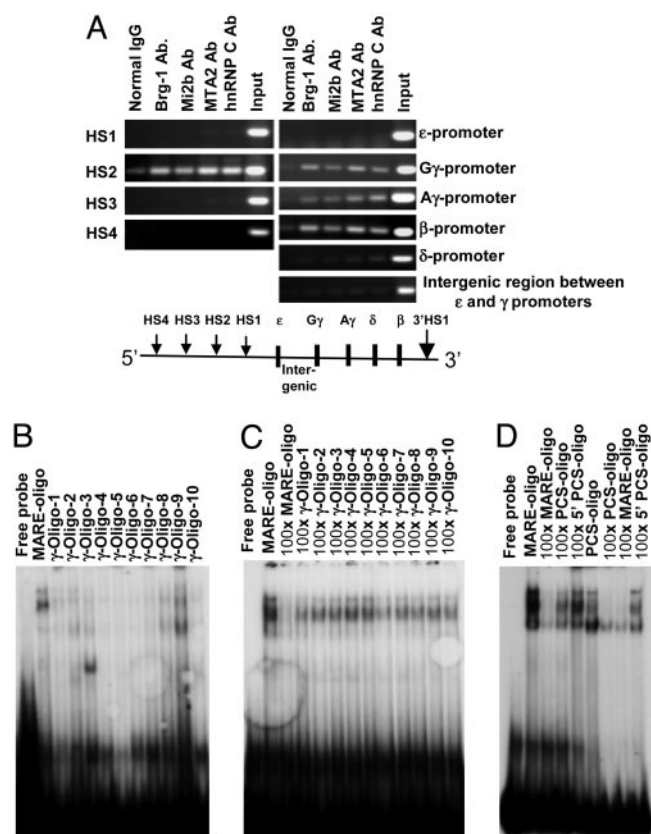 A
Normal IgG
Brg-1 Ab.
Mi2b Ab
MTA2 Ab
hnRNP C Ab
Input
Normal IgG
Brg-1 Ab.
Mi2b Ab
MTA2 Ab
hnRNP C Ab
Input
HS1
ε-promoter
HS2
Gγ-promoter
HS3
Aγ-promoter
HS4
β-promoter
δ-promoter
Intergenic region between
ε and γ promoters
HS4 HS3 HS2 HS1 ε Gγ Aγ δ β 3'HS1
5' 3'
Inter-
genic
B
Free probe
MARE-oligo
γ-Oligo-1
γ-Oligo-2
γ-Oligo-3
γ-Oligo-4
γ-Oligo-5
γ-Oligo-6
γ-Oligo-7
γ-Oligo-8
γ-Oligo-9
γ-Oligo-10
C
Free probe
MARE-oligo
100x MARE-oligo
100x γ-Oligo-1
100x γ-Oligo-2
100x γ-Oligo-3
100x γ-Oligo-4
100x γ-Oligo-5
100x γ-Oligo-6
100x γ-Oligo-7
100x γ-Oligo-8
100x γ-Oligo-9
100x γ-Oligo-10
D
Free probe
MARE-oligo
100x MARE-oligo
100x PCS-oligo
100x 5' PCS-oligo
PCS-oligo
100x PCS-oligo
100x MARE-oligo
100x 5' PCS-oligo